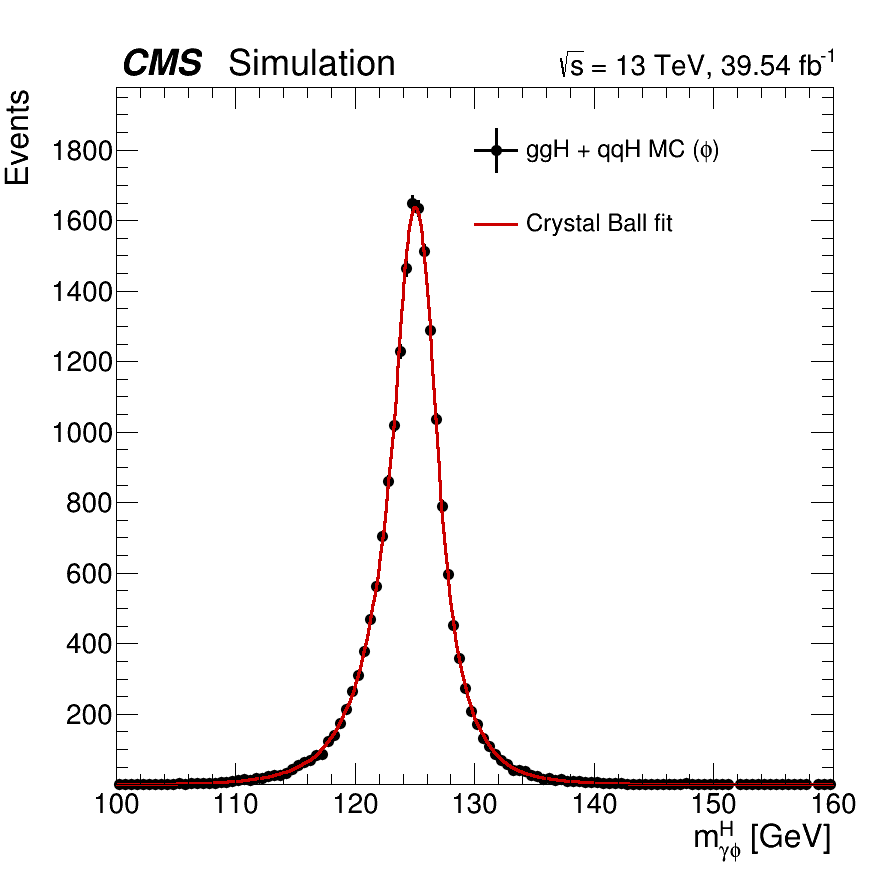 CMS Simulation
√s = 13 TeV, 39.54 fb⁻¹
Events
ggH + qqH MC (ϕ)
Crystal Ball fit
1800
1600
1400
1200
1000
800
600
400
200
100 110 120 130 140 150 160
m^H_γϕ [GeV]